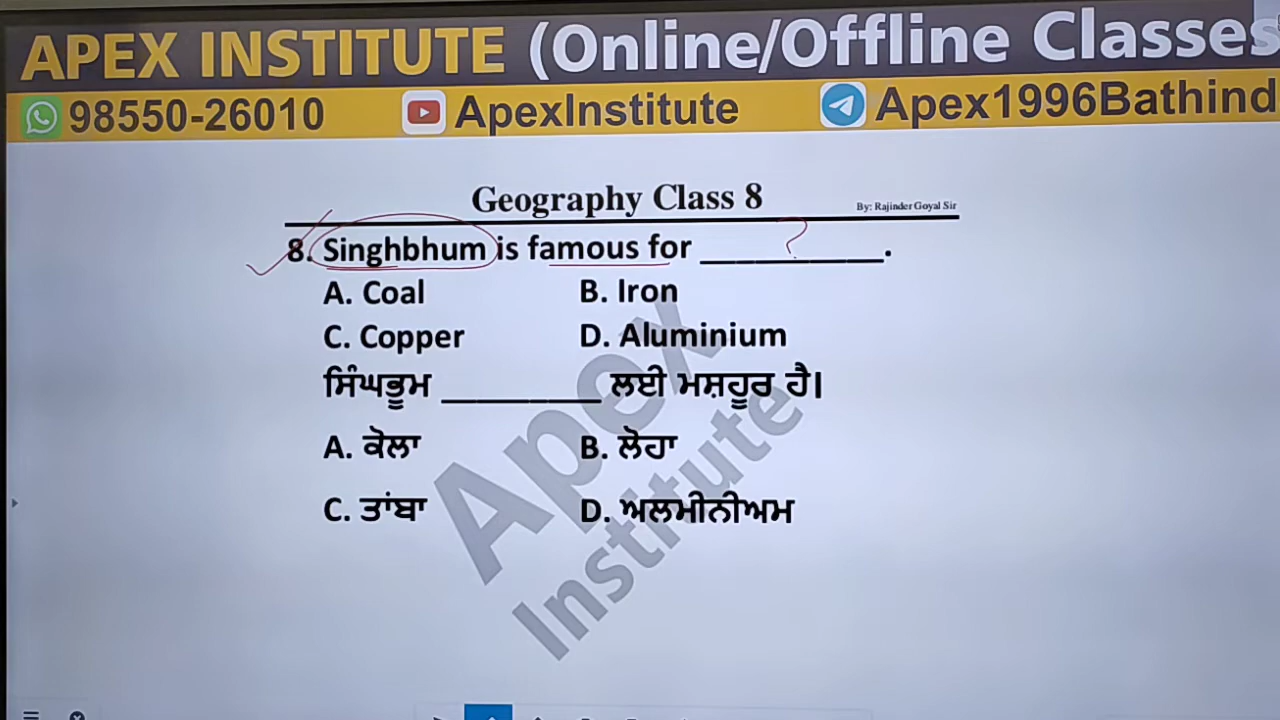 APEX INSTITUTE (Online/Offline Classes
98550-26010 ApexInstitute Apex1996Bathind
Geography Class 8
By: Rajinder Goyal Sir
8. Singhbhum is famous for __________. ?
A. Coal B. Iron
C. Copper D. Aluminium
ਸਿੰਘਭੂਮ _________ ਲਈ ਮਸ਼ਹੂਰ ਹੈ।
A. ਕੋਲਾ B. ਲੋਹਾ
C. ਤਾਂਬਾ D. ਅਲਮੀਨੀਅਮ
Apex
Institute